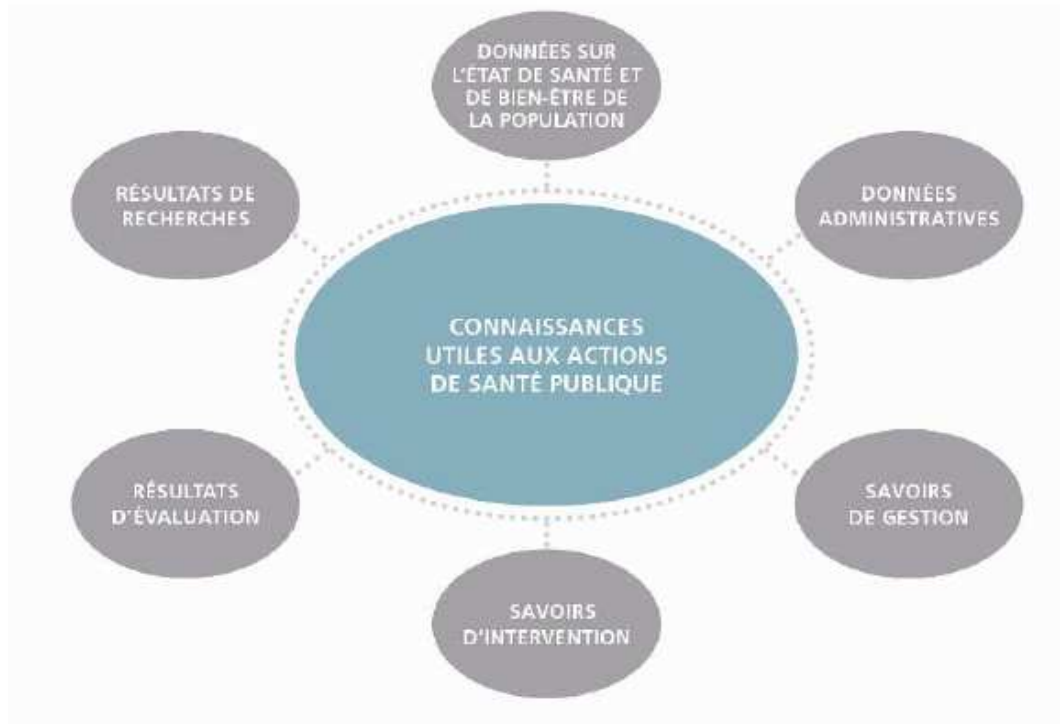 DONNÉES SUR
L'ÉTAT DE SANTÉ ET
DE BIEN-ÊTRE DE
LA POPULATION
RÉSULTATS DE
RECHERCHES
DONNÉES
ADMINISTRATIVES
CONNAISSANCES
UTILES AUX ACTIONS
DE SANTÉ PUBLIQUE
RÉSULTATS
D'ÉVALUATION
SAVOIRS
DE GESTION
SAVOIRS
D'INTERVENTION